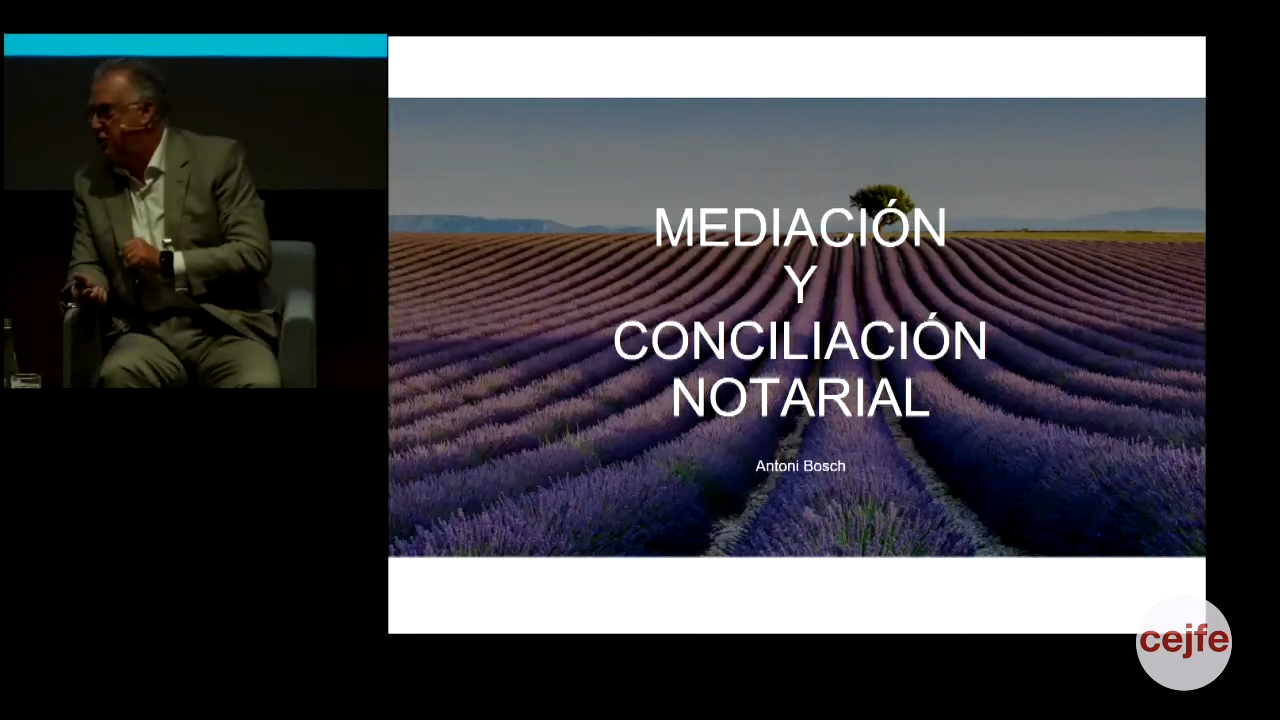 MEDIACIÓN
Y
CONCILIACIÓN
NOTARIAL
Antoni Bosch
cejfe